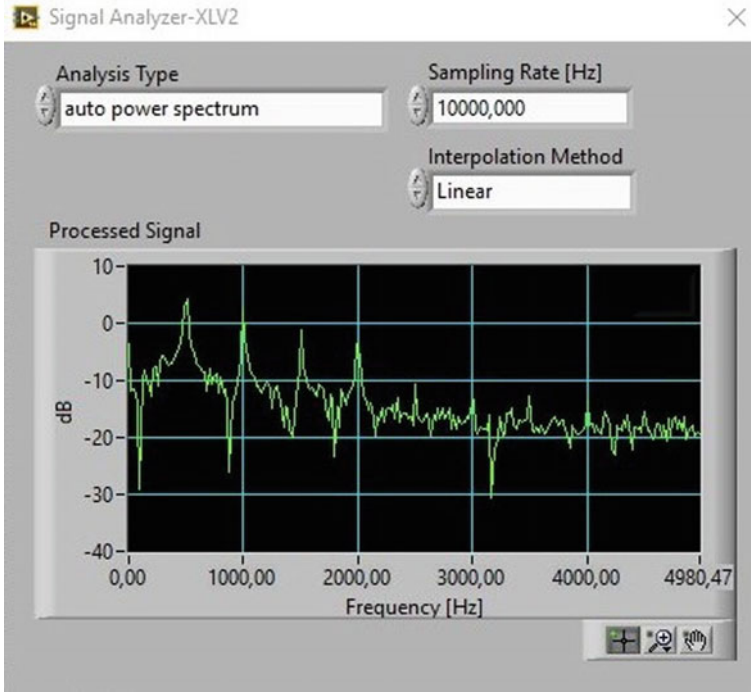 Signal Analyzer-XLV2
Analysis Type
auto power spectrum
Sampling Rate [Hz]
10000,000
Interpolation Method
Linear
Processed Signal
dB
10
0
-10
-20
-30
-40
0,00 1000,00 2000,00 3000,00 4000,00 4980,47
Frequency [Hz]